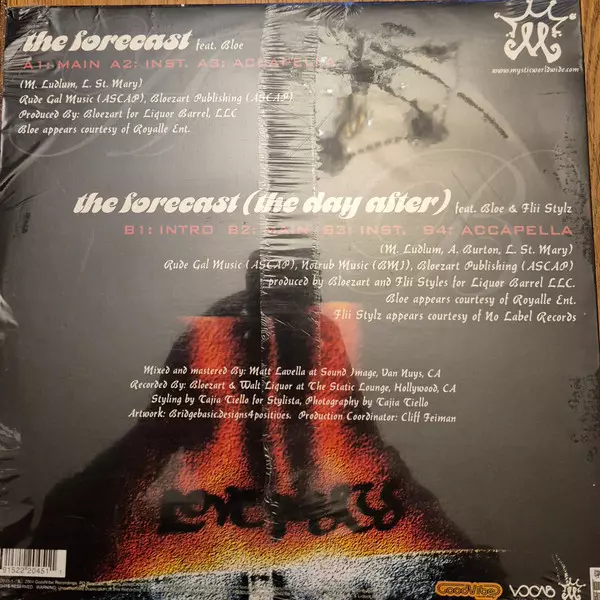 the forecast feat. Bloe
A1: MAIN A2: INST. A3: ACCAPELLA
(M. Ludlum, L. St. Mary)
Rude Gal Music (ASCAP), Bloezart Publishing (ASCAP)
Produced By: Bloezart for Liquor Barrel, LLC
Bloe appears courtesy of Royalle Ent.
www.mysticworldwide.com
the forecast (the day after) feat. Bloe & Flii Stylz
B1: INTRO B2: MAIN B3: INST. B4: ACCAPELLA
(M. Ludlum, A. Burton, L. St. Mary)
Rude Gal Music (ASCAP), Notrub Music (BMI), Bloezart Publishing (ASCAP)
produced by Bloezart and Flii Styles for Liquor Barrel LLC.
Bloe appears courtesy of Royalle Ent.
Flii Stylz appears courtesy of No Label Records
Mixed and mastered By: Matt Lavella at Sound Image, Van Nuys, CA
Recorded By: Bloezart & Walt Liquor at The Static Lounge, Hollywood, CA
Styling by Tajia Tiello for Stylista, Photography by Tajia Tiello
Artwork: Bridgebasicdesigns4positives. Production Coordinator: Cliff Feiman
31522 20451
GoodVibe
VOCAB